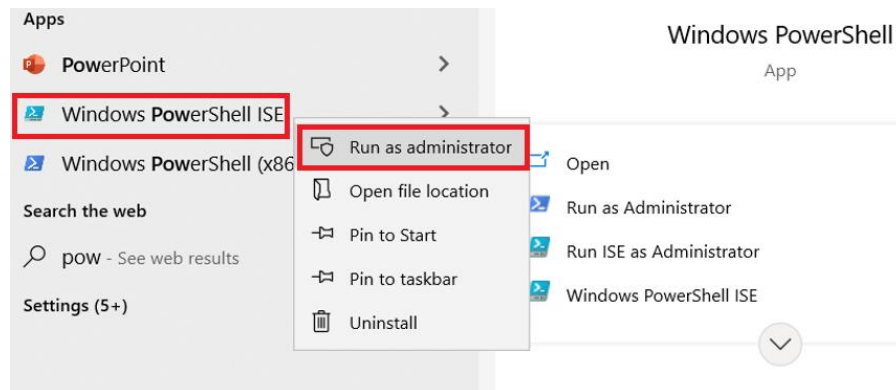 Apps
PowerPoint
Windows PowerShell ISE
Windows PowerShell (x86
Search the web
pow - See web results
Settings (5+)
Run as administrator
Open file location
Pin to Start
Pin to taskbar
Uninstall
Windows PowerShell
App
Open
Run as Administrator
Run ISE as Administrator
Windows PowerShell ISE